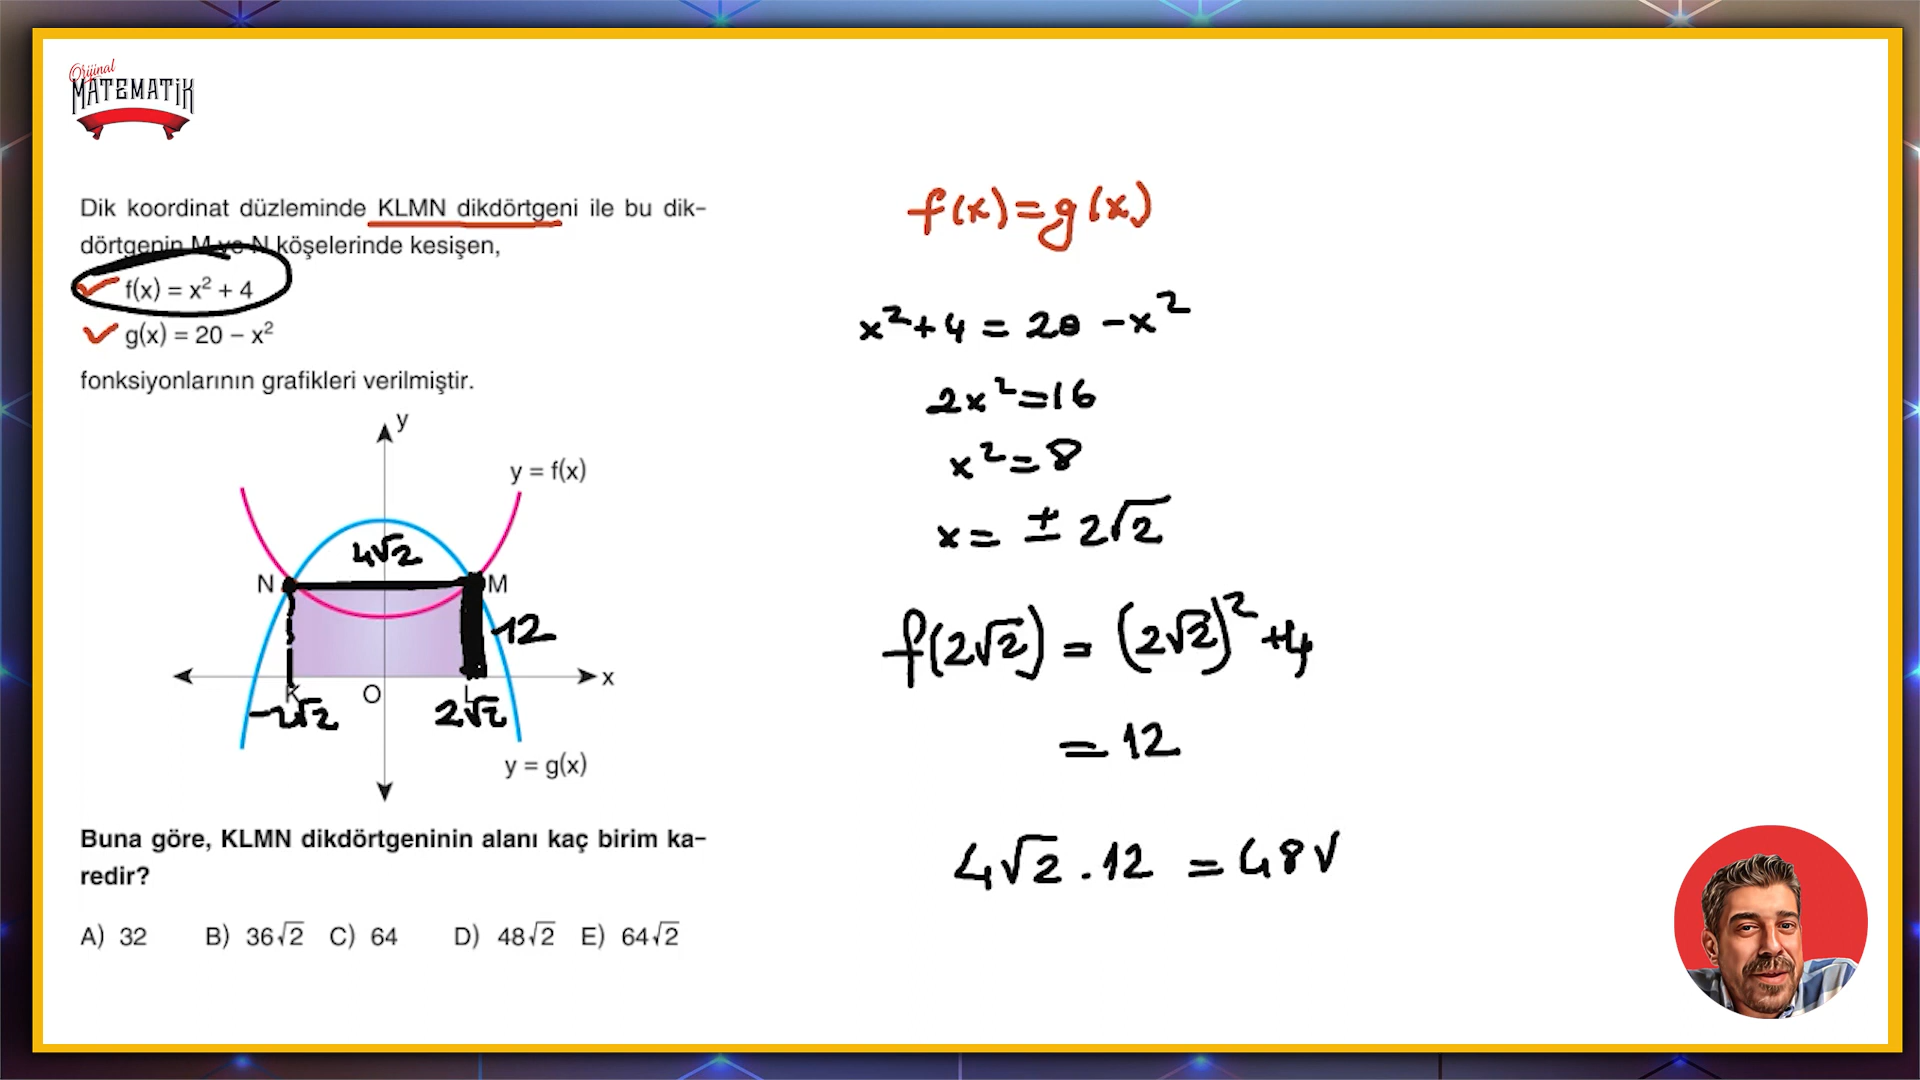 Orijinal
MATEMATİK
Dik koordinat düzleminde KLMN dikdörtgeni ile bu dik-
dörtgenin M ve N köşelerinde kesişen,
f(x) = x² + 4
g(x) = 20 – x²
fonksiyonlarının grafikleri verilmiştir.
y
y = f(x)
4√2
N
M
12
x
K
O
L
-2√2
2√2
y = g(x)
Buna göre, KLMN dikdörtgeninin alanı kaç birim ka-
redir?
A) 32 B) 36√2 C) 64 D) 48√2 E) 64√2
f(x)=g(x)
x²+4 = 20 -x²
2x²=16
x²=8
x= ± 2√2
f(2√2) = (2√2)² +4
= 12
4√2 . 12 = 48√